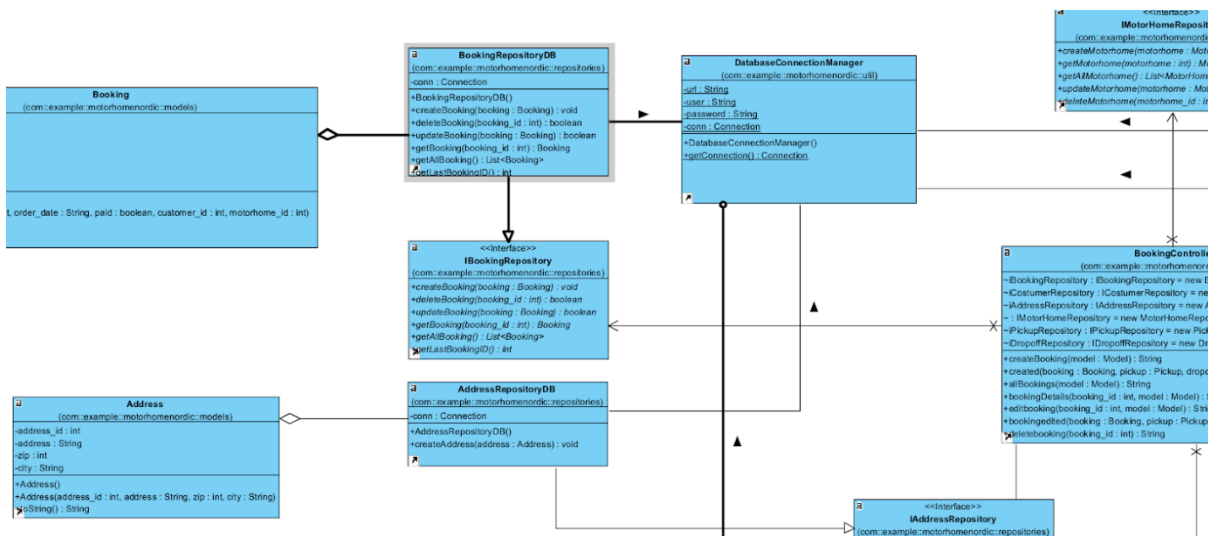 Booking
(com::example::motorhomenordic::models)
t, order_date : String, paid : boolean, customer_id : int, motorhome_id : int)
a
BookingRepositoryDB
(com::example::motorhomenordic::repositories)
-conn : Connection
+BookingRepositoryDB()
+createBooking(booking : Booking) : void
+deleteBooking(booking_id : int) : boolean
+updateBooking(booking : Booking) : boolean
+getBooking(booking_id : int) : Booking
+getAllBooking() : List<Booking>
+getLastBookingID() : int
a
DatabaseConnectionManager
(com::example::motorhomenordic::util)
-url : String
-user : String
-password : String
-conn : Connection
+DatabaseConnectionManager()
+getConnection() : Connection
a
<<Interface>>
IMotorHomeReposit
(com::example::motorhomenordic
+createMotorhome(motorhome : Mot
+getMotorhome(motorhome : int) : M
+getAllMotorhome() : List<MotorHom
+updateMotorhome(motorhome : Mot
+deleteMotorhome(motorhome_id : in
a
<<Interface>>
IBookingRepository
(com::example::motorhomenordic::repositories)
+createBooking(booking : Booking) : void
+deleteBooking(booking_id : int) : boolean
+updateBooking(booking : Booking) : boolean
+getBooking(booking_id : int) : Booking
+getAllBooking() : List<Booking>
+getLastBookingID() : int
a
BookingControlle
(com::example::motorhomenor
~iBookingRepository : IBookingRepository = new B
~iCostumerRepository : ICostumerRepository = new
~iAddressRepository : IAddressRepository = new A
~ : IMotorHomeRepository = new MotorHomeRepo
~iPickupRepository : IPickupRepository = new Pick
~iDropoffRepository : IDropoffRepository = new Dr
+createBooking(model : Model) : String
+created(booking : Booking, pickup : Pickup, dropo
+allBookings(model : Model) : String
+bookingDetails(booking_id : int, model : Model) : S
+editbooking(booking_id : int, model : Model) : Strin
+bookingedited(booking : Booking, pickup : Pickup
+deletebooking(booking_id : int) : String
a
Address
(com::example::motorhomenordic::models)
-address_id : int
-address : String
-zip : int
-city : String
+Address()
+Address(address_id : int, address : String, zip : int, city : String)
+toString() : String
a
AddressRepositoryDB
(com::example::motorhomenordic::repositories)
-conn : Connection
+AddressRepositoryDB()
+createAddress(address : Address) : void
a
<<Interface>>
IAddressRepository
(com::example::motorhomenordic::repositories)